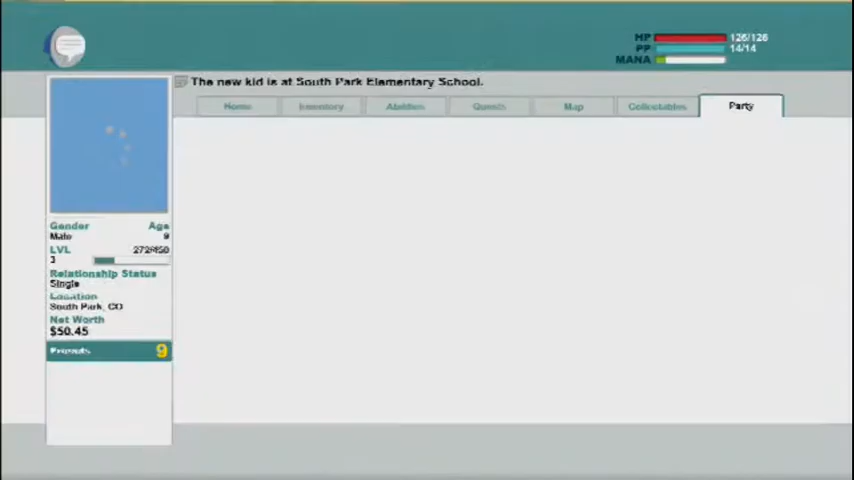 HP 126/126
PP 14/14
MANA
The new kid is at South Park Elementary School.
Home Inventory Abilities Quests Map Collectables Party
Gender Age
Male 9
LVL 272/450
3
Relationship Status
Single
Location
South Park, CO
Net Worth
$50.45
Friends 9